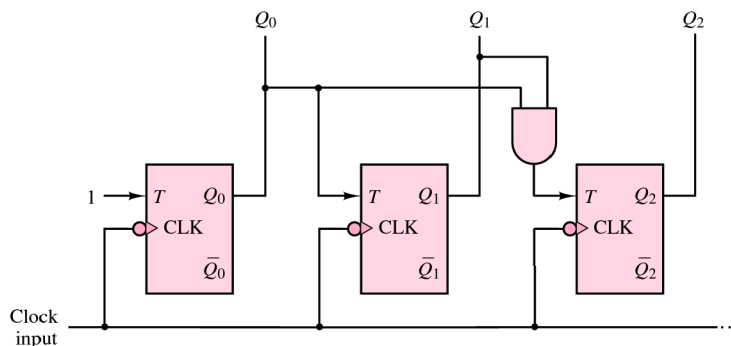 Q₀ Q₁ Q₂
1 T Q₀ T Q₁ T Q₂
CLK CLK CLK
Q̅₀ Q̅₁ Q̅₂
Clock
input